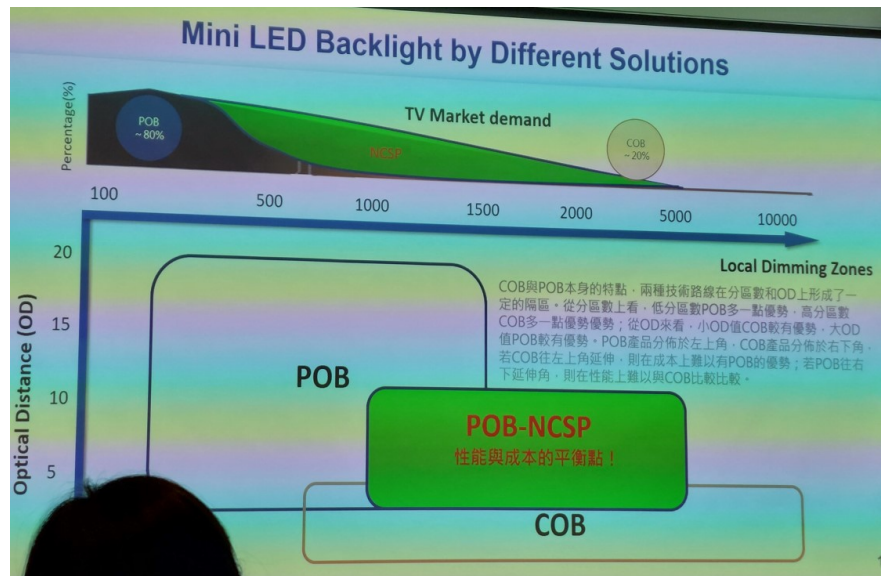 Mini LED Backlight by Different Solutions
Percentage(%)
POB
~80%
TV Market demand
NCSP
COB
~20%
100
500
1000
1500
2000
5000
10000
Local Dimming Zones
Optical Distance (OD)
20
15
10
5
COB與POB本身的特點，兩種技術路線在分區數和OD上形成了一
定的隔區。從分區數上看，低分區數POB多一點優勢，高分區數
COB多一點優勢優勢；從OD來看，小OD值COB較有優勢，大OD
值POB較有優勢。POB產品分佈於左上角，COB產品分佈於右下角，
若COB往左上角延伸，則在成本上難以有POB的優勢；若POB往右
下延伸角，則在性能上難以與COB比較比較。
POB
POB-NCSP
性能與成本的平衡點！
COB